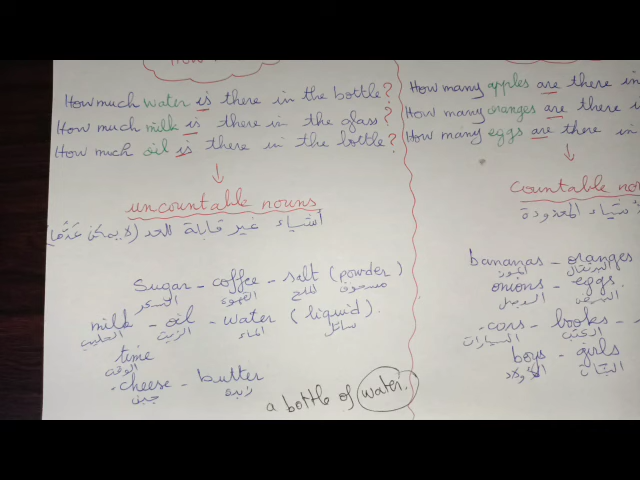 How much water is there in the bottle?
How much milk is there in the glass?
How much oil is there in the bottle?
uncountable nouns
أشياء غير قابلة للعد (لا يمكن عدها)
Sugar - coffee - salt (powder)
السكر القهوة الملح مسحوق
milk - oil - water (liquid).
الحليب الزيت الماء سائل
time
الوقت
- cheese - butter
جبن زبدة
a bottle of water.
How many apples are there in
How many oranges are there i
How many eggs are there in
countable no
أشياء المعدودة
bananas - oranges
الموز البرتقال
onions - eggs
البصل البيض
- cars - books -
السيارات الكتب
boys - girls
الأولاد البنات